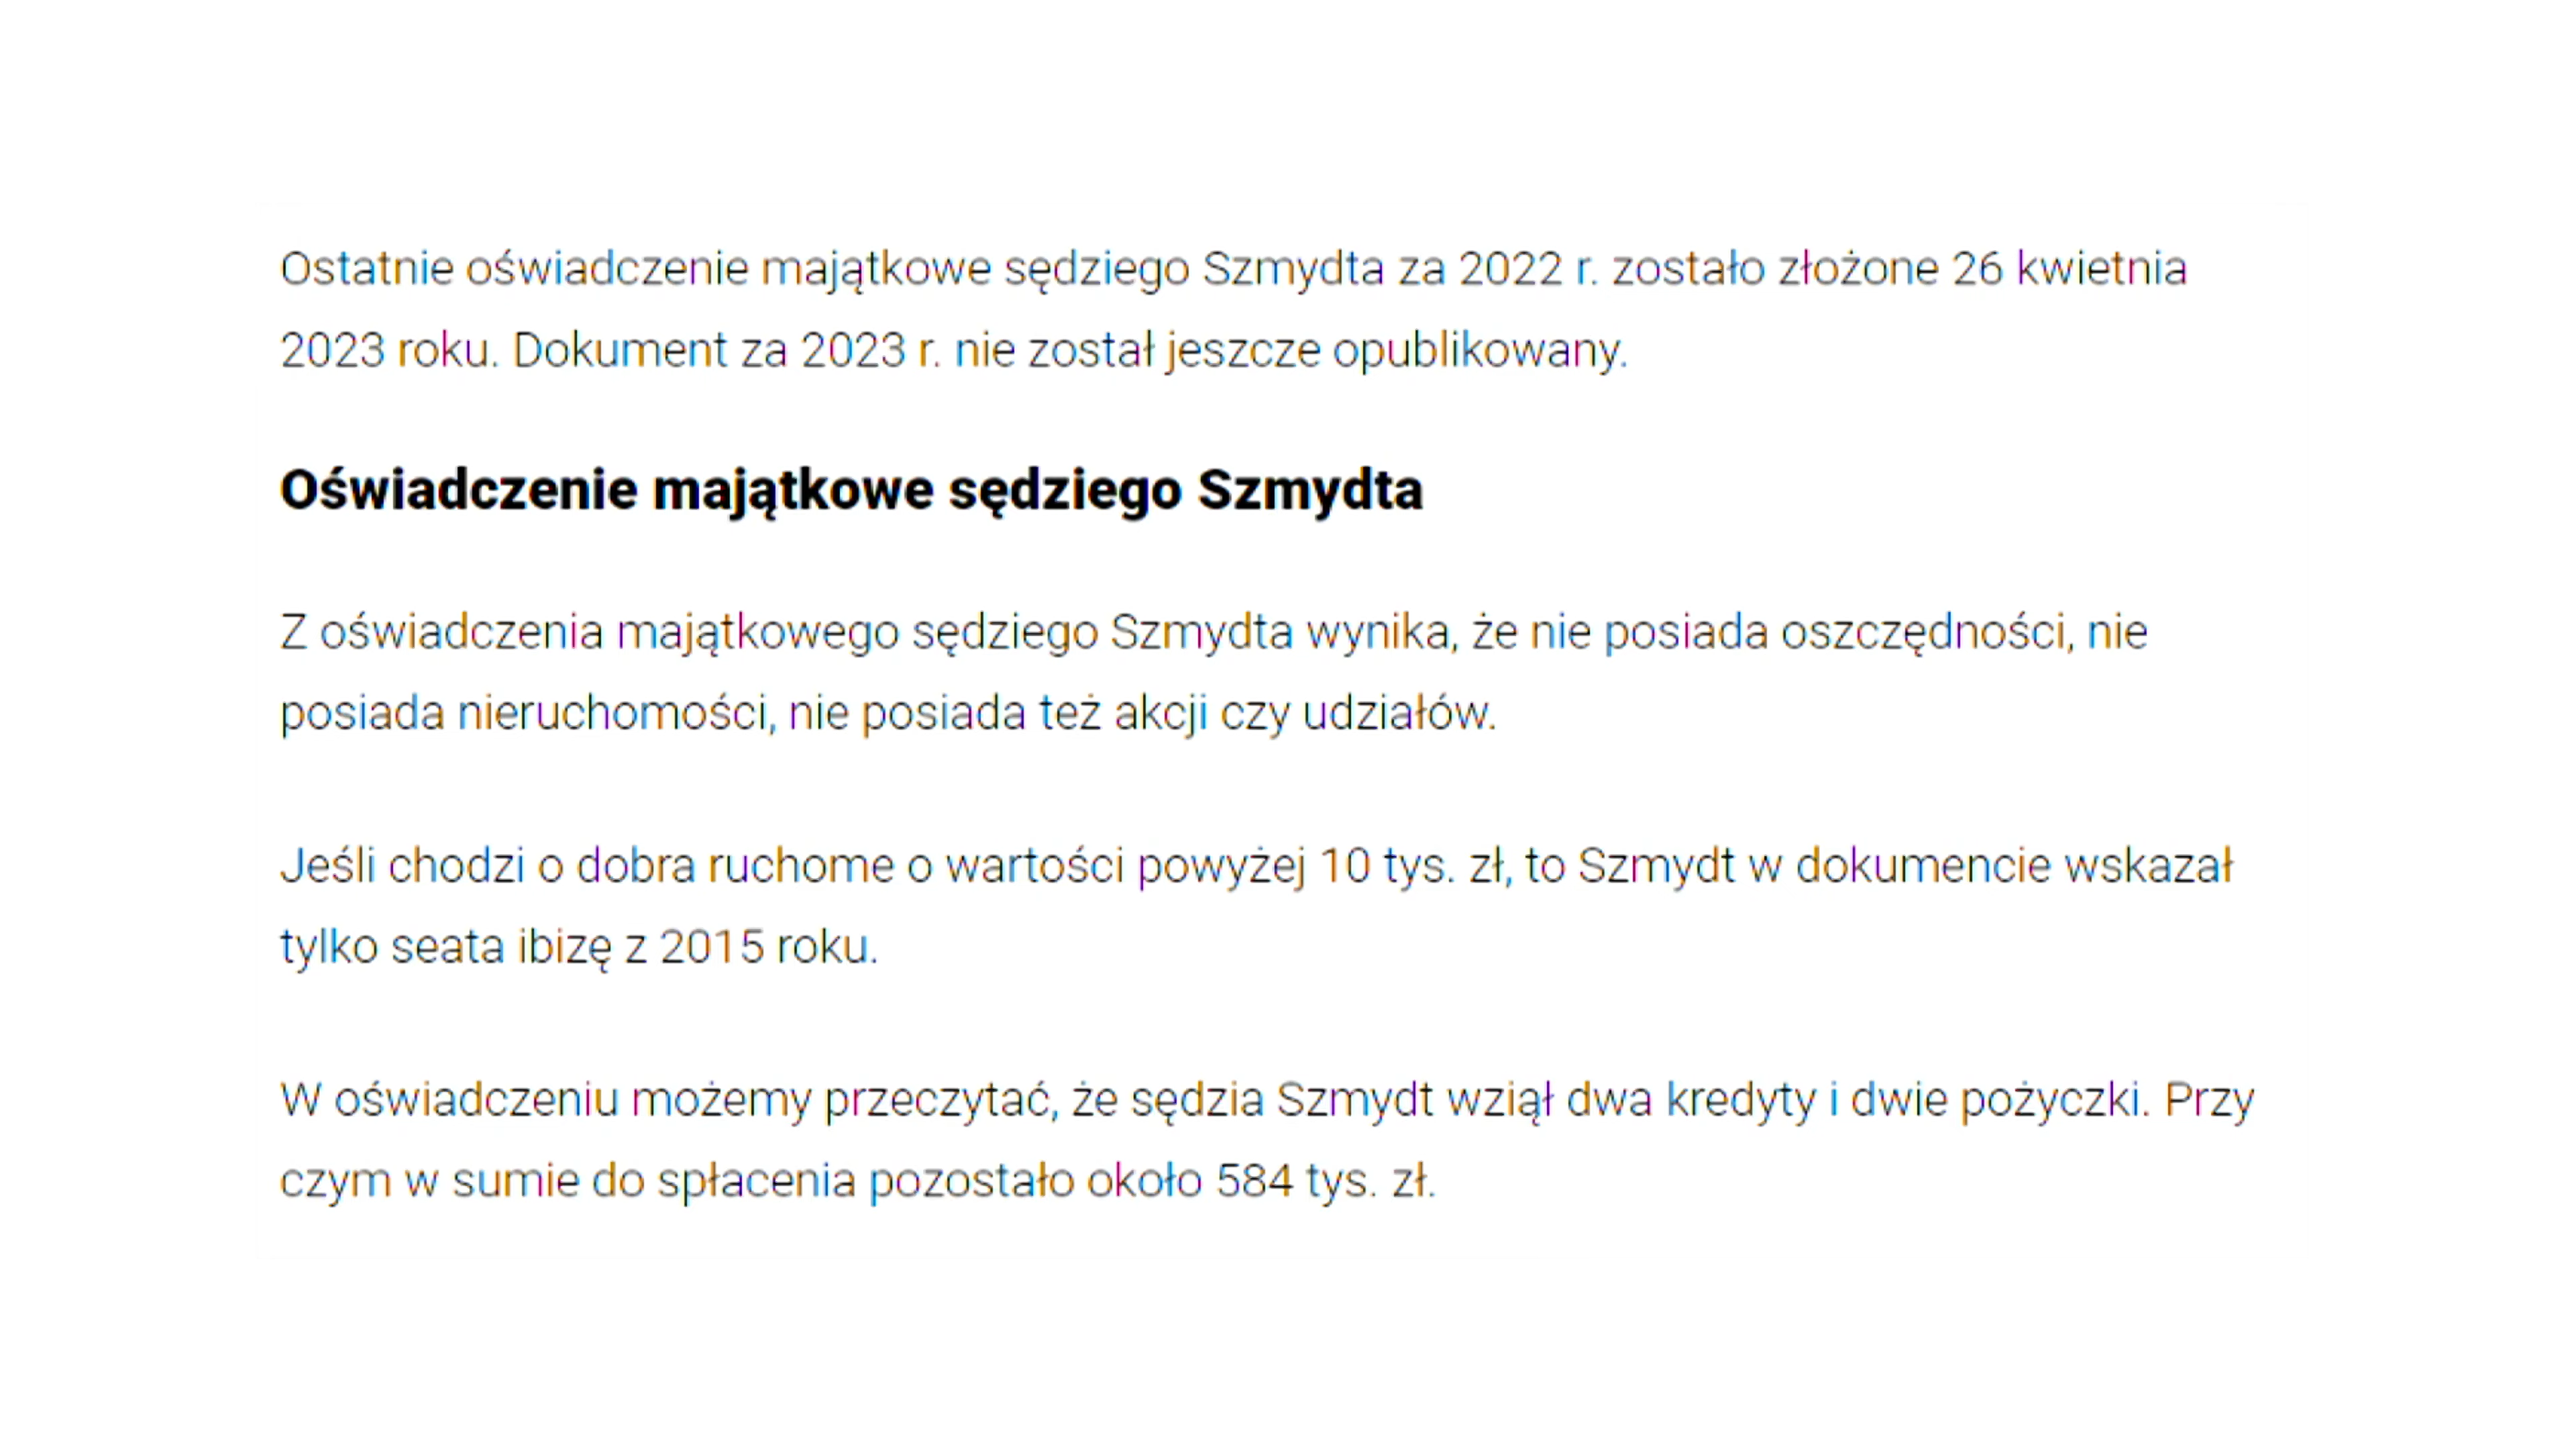 Ostatnie oświadczenie majątkowe sędziego Szmydta za 2022 r. zostało złożone 26 kwietnia
2023 roku. Dokument za 2023 r. nie został jeszcze opublikowany.
Oświadczenie majątkowe sędziego Szmydta
Z oświadczenia majątkowego sędziego Szmydta wynika, że nie posiada oszczędności, nie
posiada nieruchomości, nie posiada też akcji czy udziałów.
Jeśli chodzi o dobra ruchome o wartości powyżej 10 tys. zł, to Szmydt w dokumencie wskazał
tylko seata ibizę z 2015 roku.
W oświadczeniu możemy przeczytać, że sędzia Szmydt wziął dwa kredyty i dwie pożyczki. Przy
czym w sumie do spłacenia pozostało około 584 tys. zł.